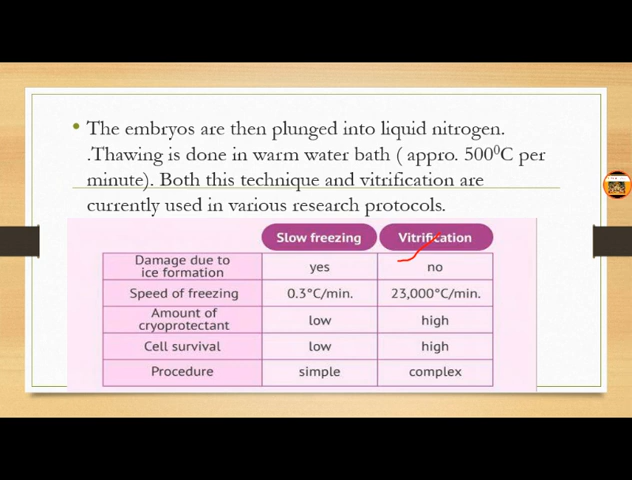 • The embryos are then plunged into liquid nitrogen.
.Thawing is done in warm water bath ( appro. 500⁰C per
minute). Both this technique and vitrification are
currently used in various research protocols.
Slow freezing Vitrification
Damage due to
ice formation yes no
Speed of freezing 0.3°C/min. 23,000°C/min.
Amount of
cryoprotectant low high
Cell survival low high
Procedure simple complex